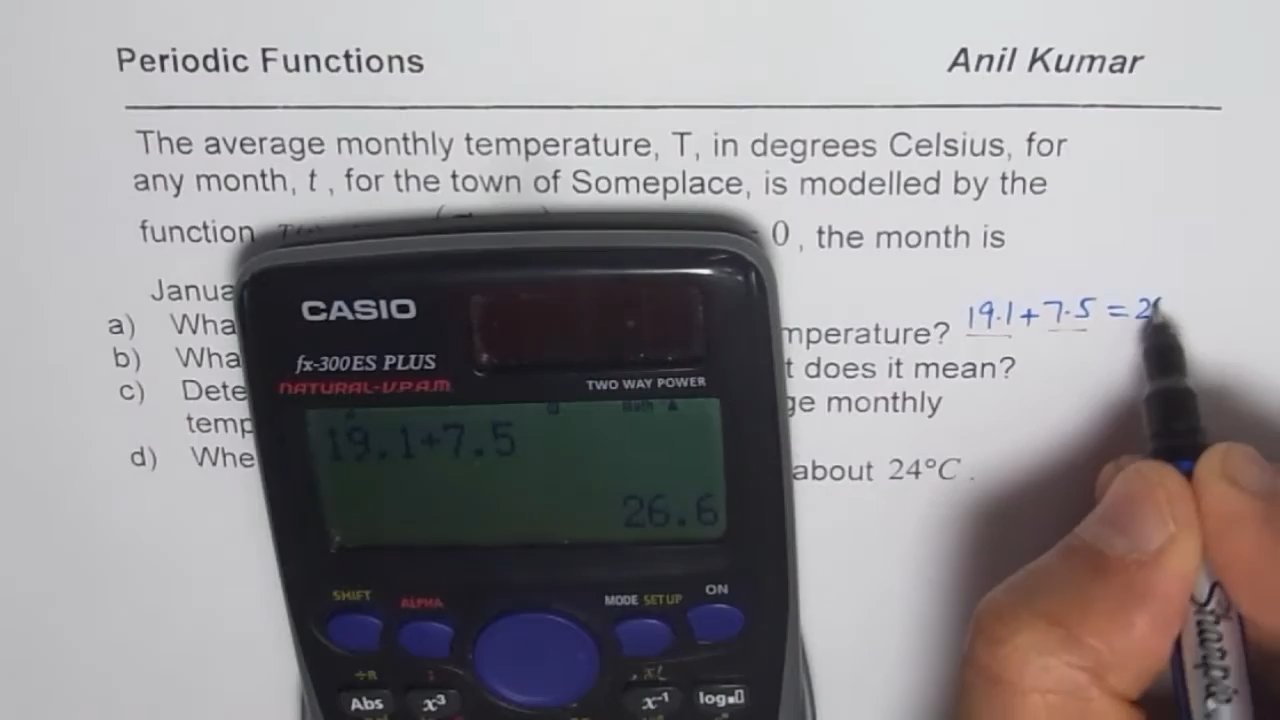 Periodic Functions Anil Kumar
The average monthly temperature, T, in degrees Celsius, for
any month, t , for the town of Someplace, is modelled by the
function 0 , the month is
Janua
a) Wha mperature? 19.1+7.5 =2
b) Wha t does it mean?
c) Dete ge monthly
temp
d) Whe about 24°C .
CASIO
fx-300ES PLUS
NATURAL-V.P.A.M.
TWO WAY POWER
Math ▲
19.1+7.5
26.6
SHIFT ALPHA MODE SETUP ON
÷R
Abs x³ x⁻¹ log
Sharpie